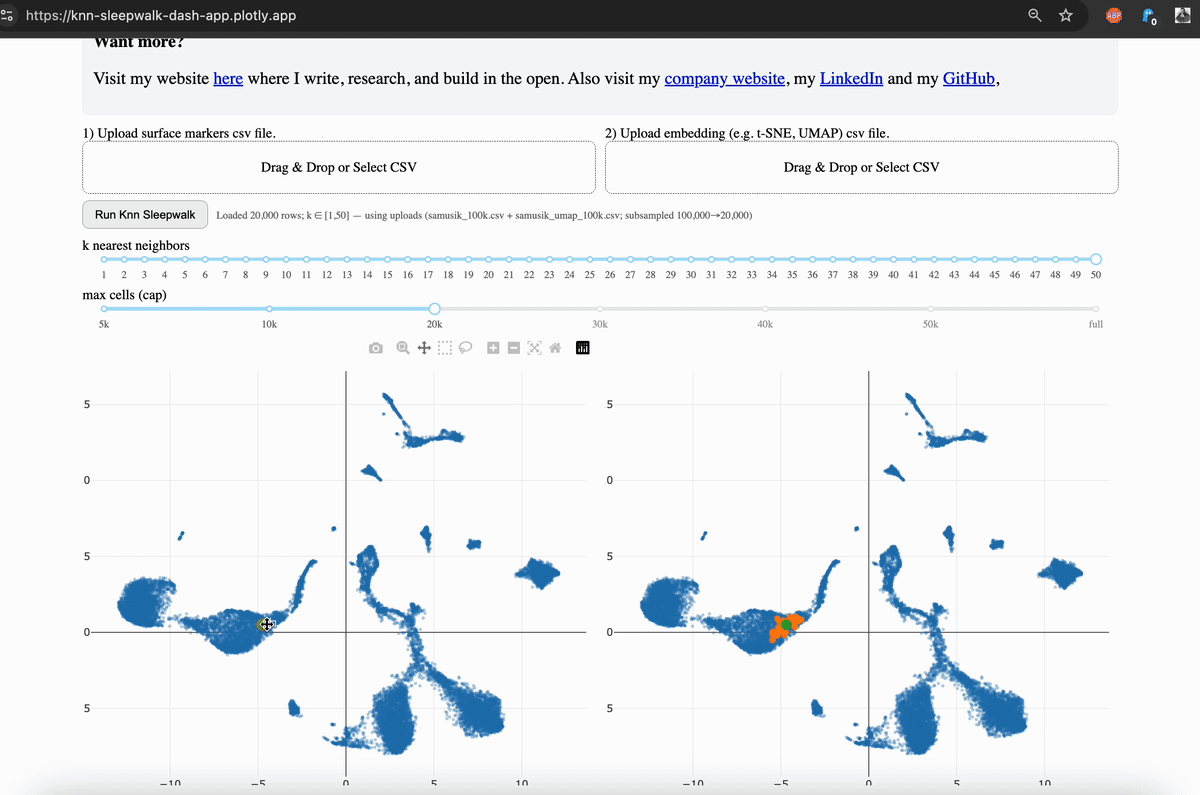 https://knn-sleepwalk-dash-app.plotly.app
ABP
0
Want more?
Visit my website here where I write, research, and build in the open. Also visit my company website, my LinkedIn and my GitHub,
1) Upload surface markers csv file.
2) Upload embedding (e.g. t-SNE, UMAP) csv file.
Drag & Drop or Select CSV
Drag & Drop or Select CSV
Run Knn Sleepwalk
Loaded 20,000 rows; k ∈ [1,50] — using uploads (samusik_100k.csv + samusik_umap_100k.csv; subsampled 100,000→20,000)
k nearest neighbors
1 2 3 4 5 6 7 8 9 10 11 12 13 14 15 16 17 18 19 20 21 22 23 24 25 26 27 28 29 30 31 32 33 34 35 36 37 38 39 40 41 42 43 44 45 46 47 48 49 50
max cells (cap)
5k 10k 20k 30k 40k 50k full
5 5
0 0
5 5
0 0
5 5
−10 −5 0 5 10 −10 −5 0 5 10